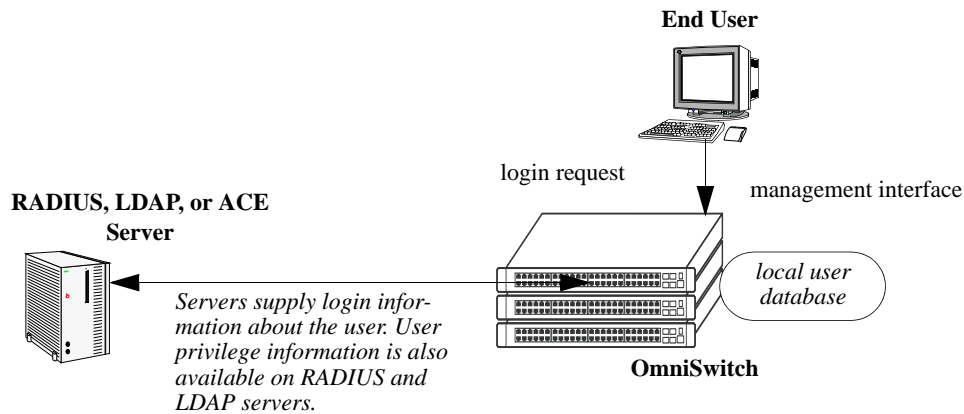 End User
login request
management interface
RADIUS, LDAP, or ACE
Server
local user
database
Servers supply login infor-
mation about the user. User
privilege information is also
available on RADIUS and
LDAP servers.
OmniSwitch